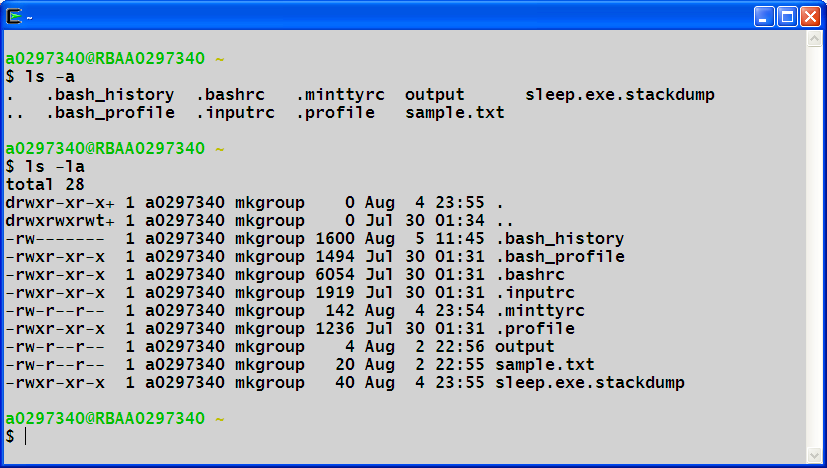 ~
a0297340@RBAA0297340 ~
$ ls -a
.   .bash_history  .bashrc   .minttyrc  output      sleep.exe.stackdump
..  .bash_profile  .inputrc  .profile   sample.txt
a0297340@RBAA0297340 ~
$ ls -la
total 28
drwxr-xr-x+ 1 a0297340 mkgroup    0 Aug  4 23:55 .
drwxrwxrwt+ 1 a0297340 mkgroup    0 Jul 30 01:34 ..
-rw-------  1 a0297340 mkgroup 1600 Aug  5 11:45 .bash_history
-rwxr-xr-x  1 a0297340 mkgroup 1494 Jul 30 01:31 .bash_profile
-rwxr-xr-x  1 a0297340 mkgroup 6054 Jul 30 01:31 .bashrc
-rwxr-xr-x  1 a0297340 mkgroup 1919 Jul 30 01:31 .inputrc
-rw-r--r--  1 a0297340 mkgroup  142 Aug  4 23:54 .minttyrc
-rwxr-xr-x  1 a0297340 mkgroup 1236 Jul 30 01:31 .profile
-rw-r--r--  1 a0297340 mkgroup    4 Aug  2 22:56 output
-rw-r--r--  1 a0297340 mkgroup   20 Aug  2 22:55 sample.txt
-rwxr-xr-x  1 a0297340 mkgroup   40 Aug  4 23:55 sleep.exe.stackdump
a0297340@RBAA0297340 ~
$